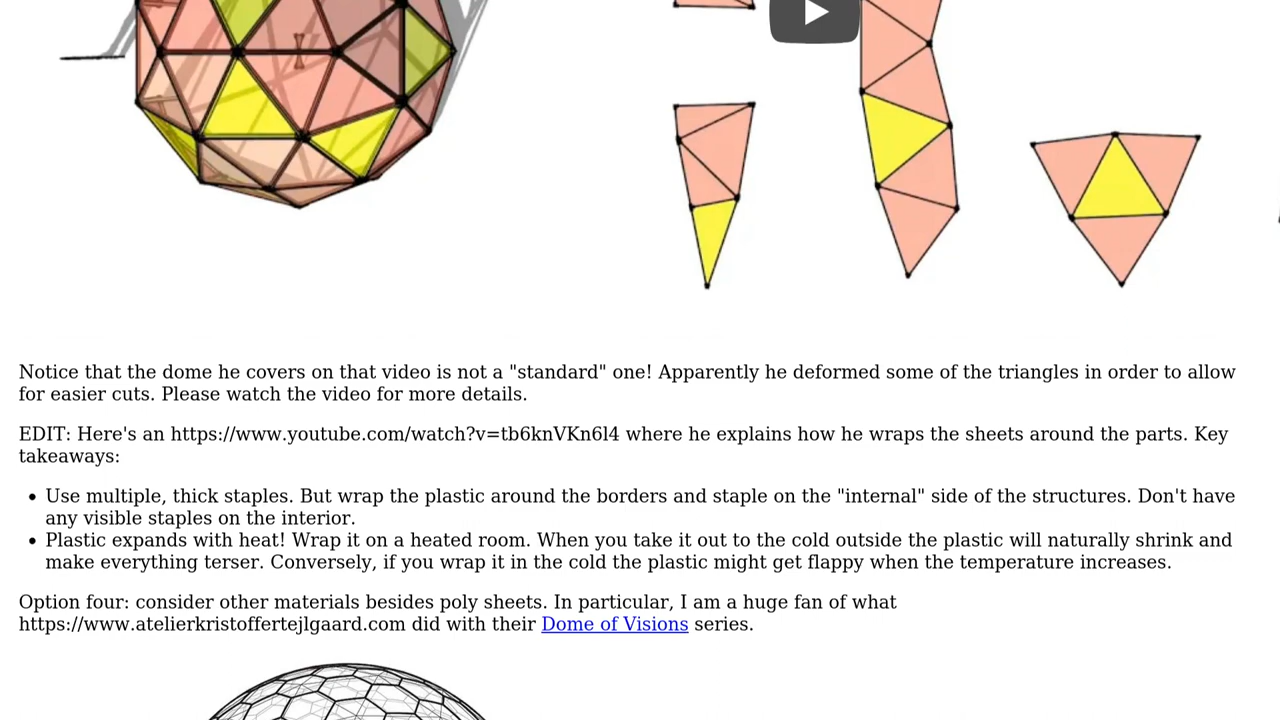 Notice that the dome he covers on that video is not a "standard" one! Apparently he deformed some of the triangles in order to allow
for easier cuts. Please watch the video for more details.
EDIT: Here's an https://www.youtube.com/watch?v=tb6knVKn6l4 where he explains how he wraps the sheets around the parts. Key
takeaways:
• Use multiple, thick staples. But wrap the plastic around the borders and staple on the "internal" side of the structures. Don't have
any visible staples on the interior.
• Plastic expands with heat! Wrap it on a heated room. When you take it out to the cold outside the plastic will naturally shrink and
make everything terser. Conversely, if you wrap it in the cold the plastic might get flappy when the temperature increases.
Option four: consider other materials besides poly sheets. In particular, I am a huge fan of what
https://www.atelierkristoffertejlgaard.com did with their Dome of Visions series.